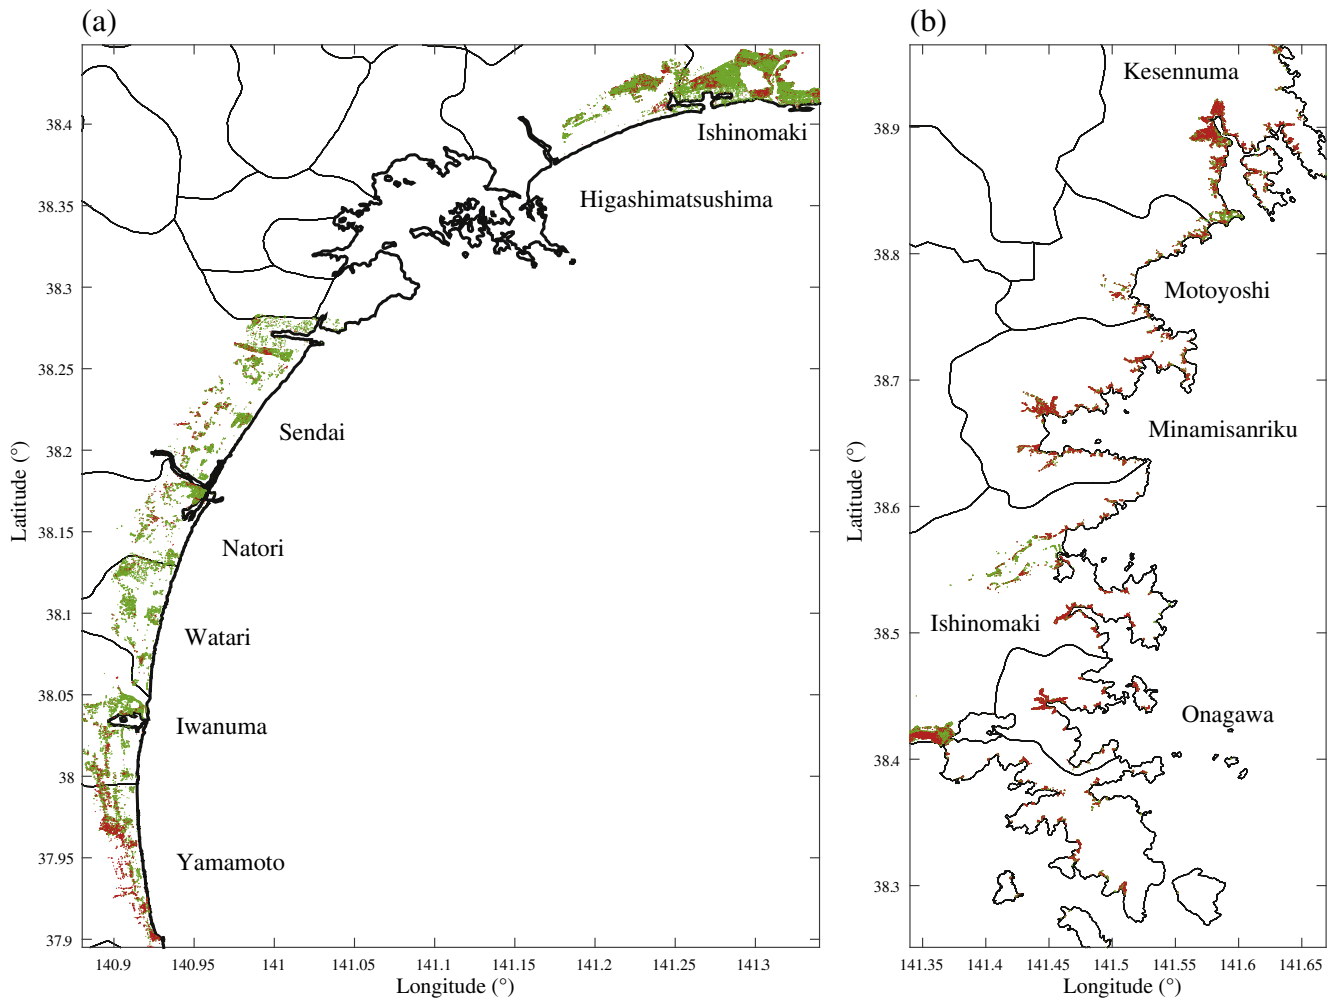 (a)
38.4
38.35
38.3
38.25
38.2
38.15
38.1
38.05
38
37.95
37.9
Latitude (°)
Ishinomaki
Higashimatsushima
Sendai
Natori
Watari
Iwanuma
Yamamoto
140.9 140.95 141 141.05 141.1 141.15 141.2 141.25 141.3
Longitude (°)
(b)
38.9
38.8
38.7
38.6
38.5
38.4
38.3
Latitude (°)
Kesennuma
Motoyoshi
Minamisanriku
Ishinomaki
Onagawa
141.35 141.4 141.45 141.5 141.55 141.6 141.65
Longitude (°)